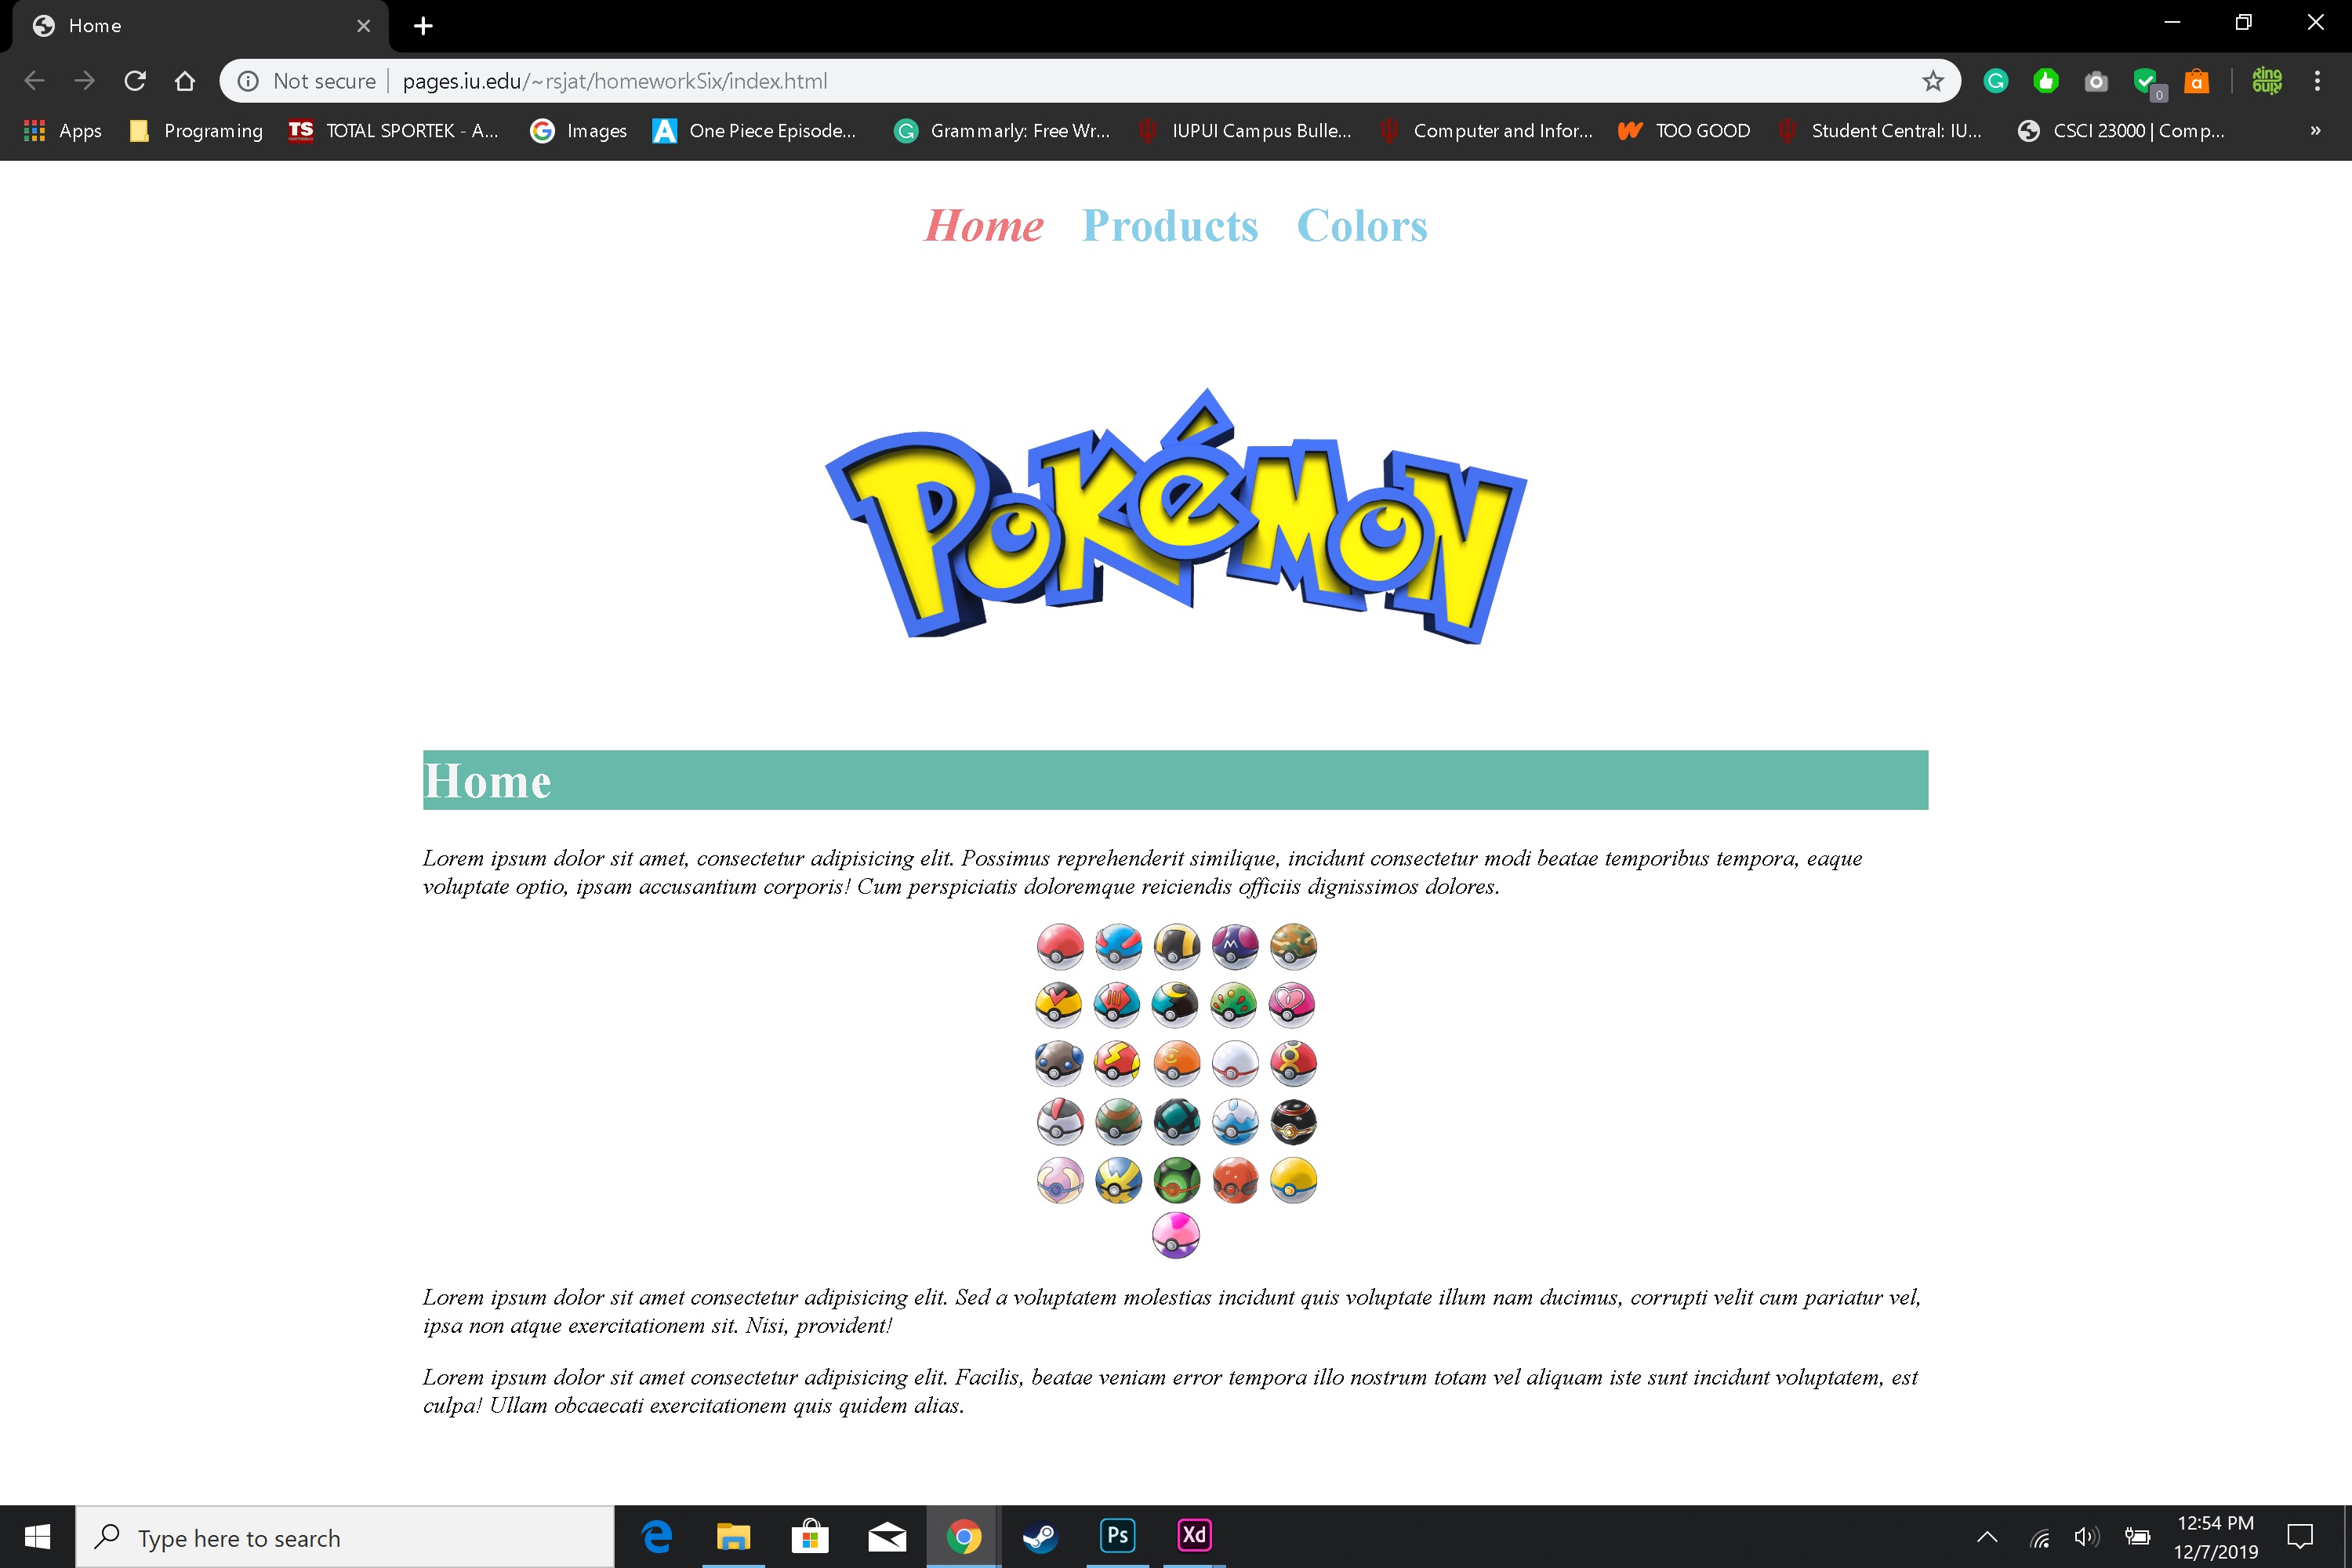 Home
Not secure pages.iu.edu/~rsjat/homeworkSix/index.html
G
a
0
King
King
Apps Programing TS TOTAL SPORTEK - A... G Images A One Piece Episode... G Grammarly: Free Wr... IUPUI Campus Bulle... Computer and Infor... TOO GOOD Student Central: IU... CSCI 23000 | Comp... »
Home Products Colors
POKéMON
Home
Lorem ipsum dolor sit amet, consectetur adipisicing elit. Possimus reprehenderit similique, incidunt consectetur modi beatae temporibus tempora, eaque
voluptate optio, ipsam accusantium corporis! Cum perspiciatis doloremque reiciendis officiis dignissimos dolores.
M
Lorem ipsum dolor sit amet consectetur adipisicing elit. Sed a voluptatem molestias incidunt quis voluptate illum nam ducimus, corrupti velit cum pariatur vel,
ipsa non atque exercitationem sit. Nisi, provident!
Lorem ipsum dolor sit amet consectetur adipisicing elit. Facilis, beatae veniam error tempora illo nostrum totam vel aliquam iste sunt incidunt voluptatem, est
culpa! Ullam obcaecati exercitationem quis quidem alias.
Type here to search
Ps
Xd
12:54 PM
12/7/2019